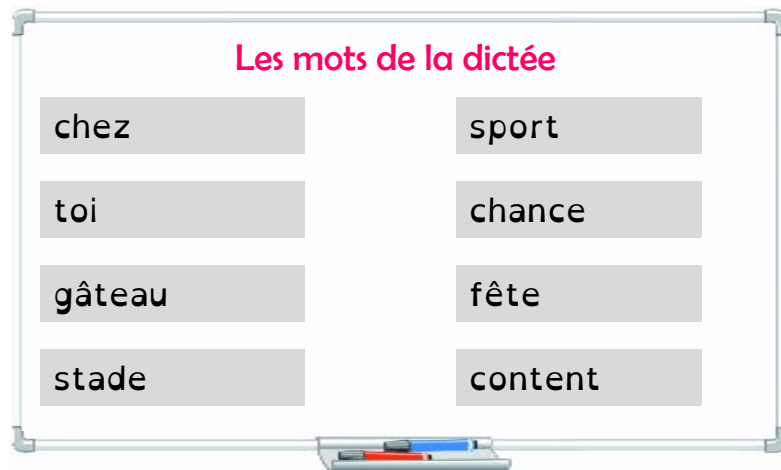 Les mots de la dictée
chez
sport
toi
chance
gâteau
fête
stade
content